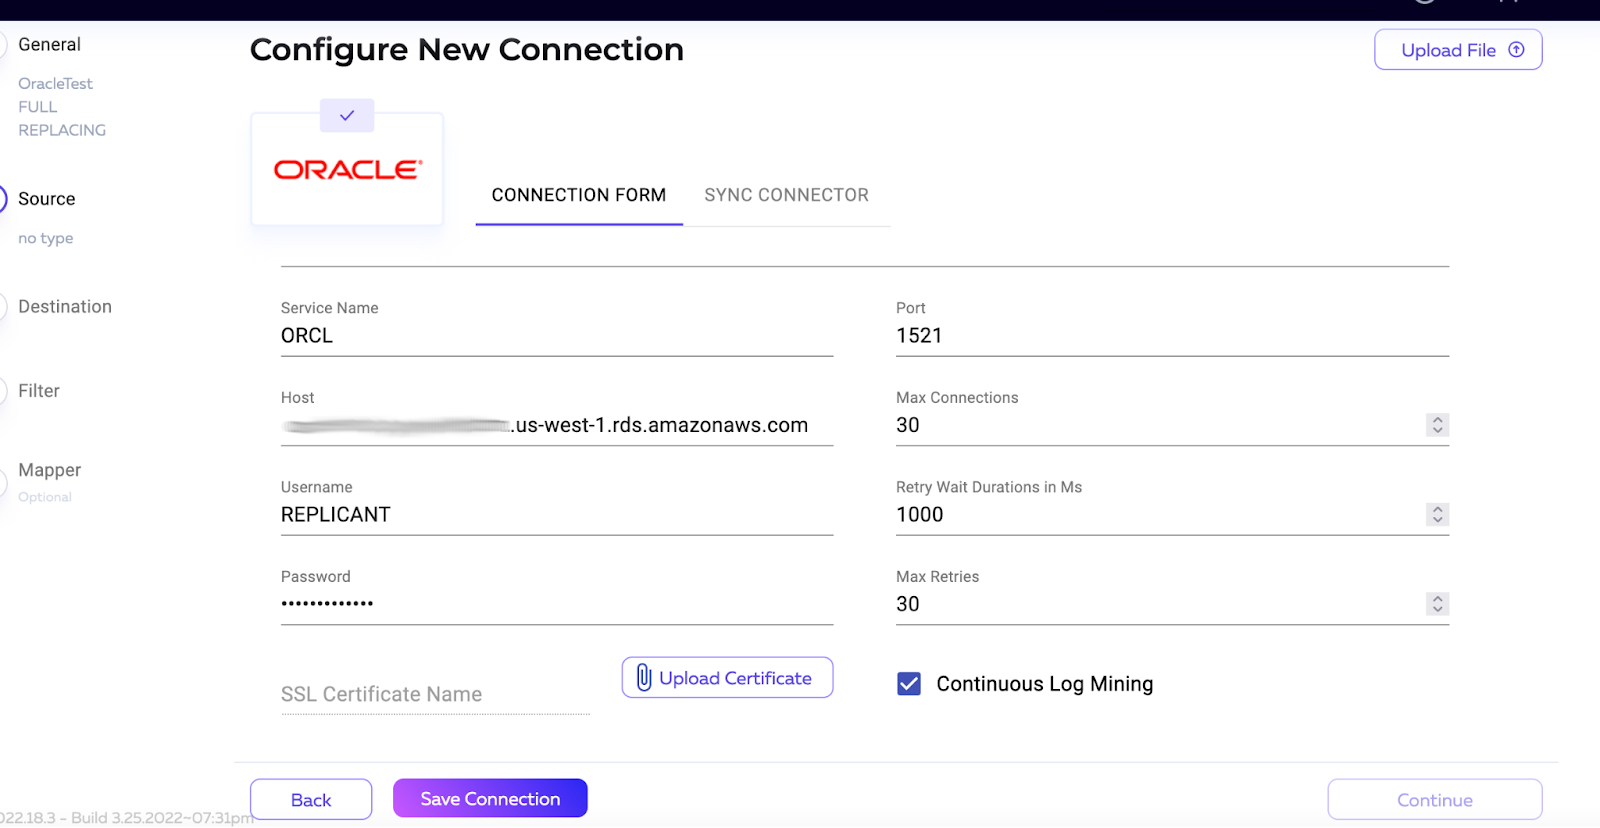 General
OracleTest
FULL
REPLACING
Source
no type
Destination
Filter
Mapper
Optional
Configure New Connection
Upload File
ORACLE®
CONNECTION FORM
SYNC CONNECTOR
Service Name
ORCL
Port
1521
Host
.us-west-1.rds.amazonaws.com
Max Connections
30
Username
REPLICANT
Retry Wait Durations in Ms
1000
Password
•••••••••••••
Max Retries
30
SSL Certificate Name
Upload Certificate
Continuous Log Mining
Back
Save Connection
Continue
022.18.3 - Build 3.25.2022~07:31pm